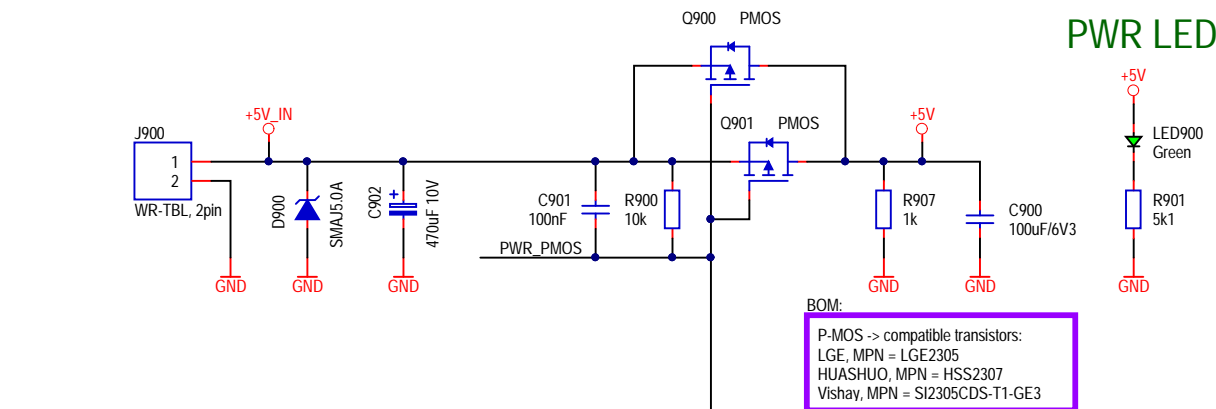 Q900 PMOS
PWR LED
+5V
+5V_IN
Q901 PMOS
+5V
J900
1
2
WR-TBL, 2pin
D900
SMAJ5.0A
C902
+
470uF 10V
C901
100nF
R900
10k
R907
1k
C900
100uF/6V3
LED900
Green
R901
5k1
PWR_PMOS
GND
GND
GND
GND
GND
GND
BOM:
P-MOS -> compatible transistors:
LGE, MPN = LGE2305
HUASHUO, MPN = HSS2307
Vishay, MPN = SI2305CDS-T1-GE3